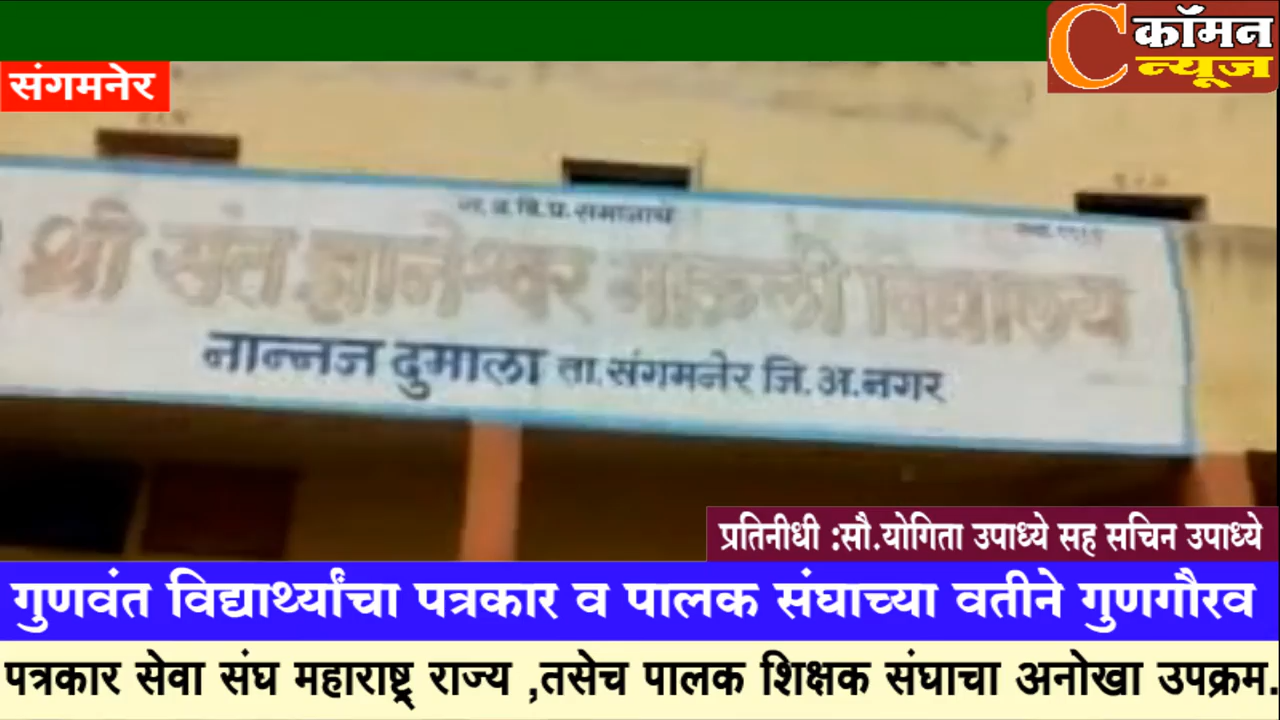 कॉमन
न्यूज
संगमनेर
श्री संत ज्ञानेश्वर माऊली विद्यालय
नान्नज दुमाला ता.संगमनेर जि.अ.नगर
प्रतिनीधी :सौ.योगिता उपाध्ये सह सचिन उपाध्ये
गुणवंत विद्यार्थ्यांचा पत्रकार व पालक संघाच्या वतीने गुणगौरव
पत्रकार सेवा संघ महाराष्ट्र राज्य ,तसेच पालक शिक्षक संघाचा अनोखा उपक्रम.